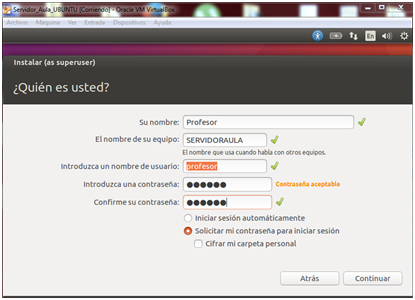 Servidor_Aula_UBUNTU [Corriendo] - Oracle VM VirtualBox
Archivo Máquina Ver Entrada Dispositivos Ayuda
En
Instalar (as superuser)
¿Quién es usted?
Su nombre: Profesor
El nombre de su equipo: SERVIDORAULA
El nombre que usa cuando habla con otros equipos.
Introduzca un nombre de usuario: profesor
Introduzca una contraseña: ●●●●●● Contraseña aceptable
Confirme su contraseña: ●●●●●●
Iniciar sesión automáticamente
Solicitar mi contraseña para iniciar sesión
Cifrar mi carpeta personal
Atrás Continuar